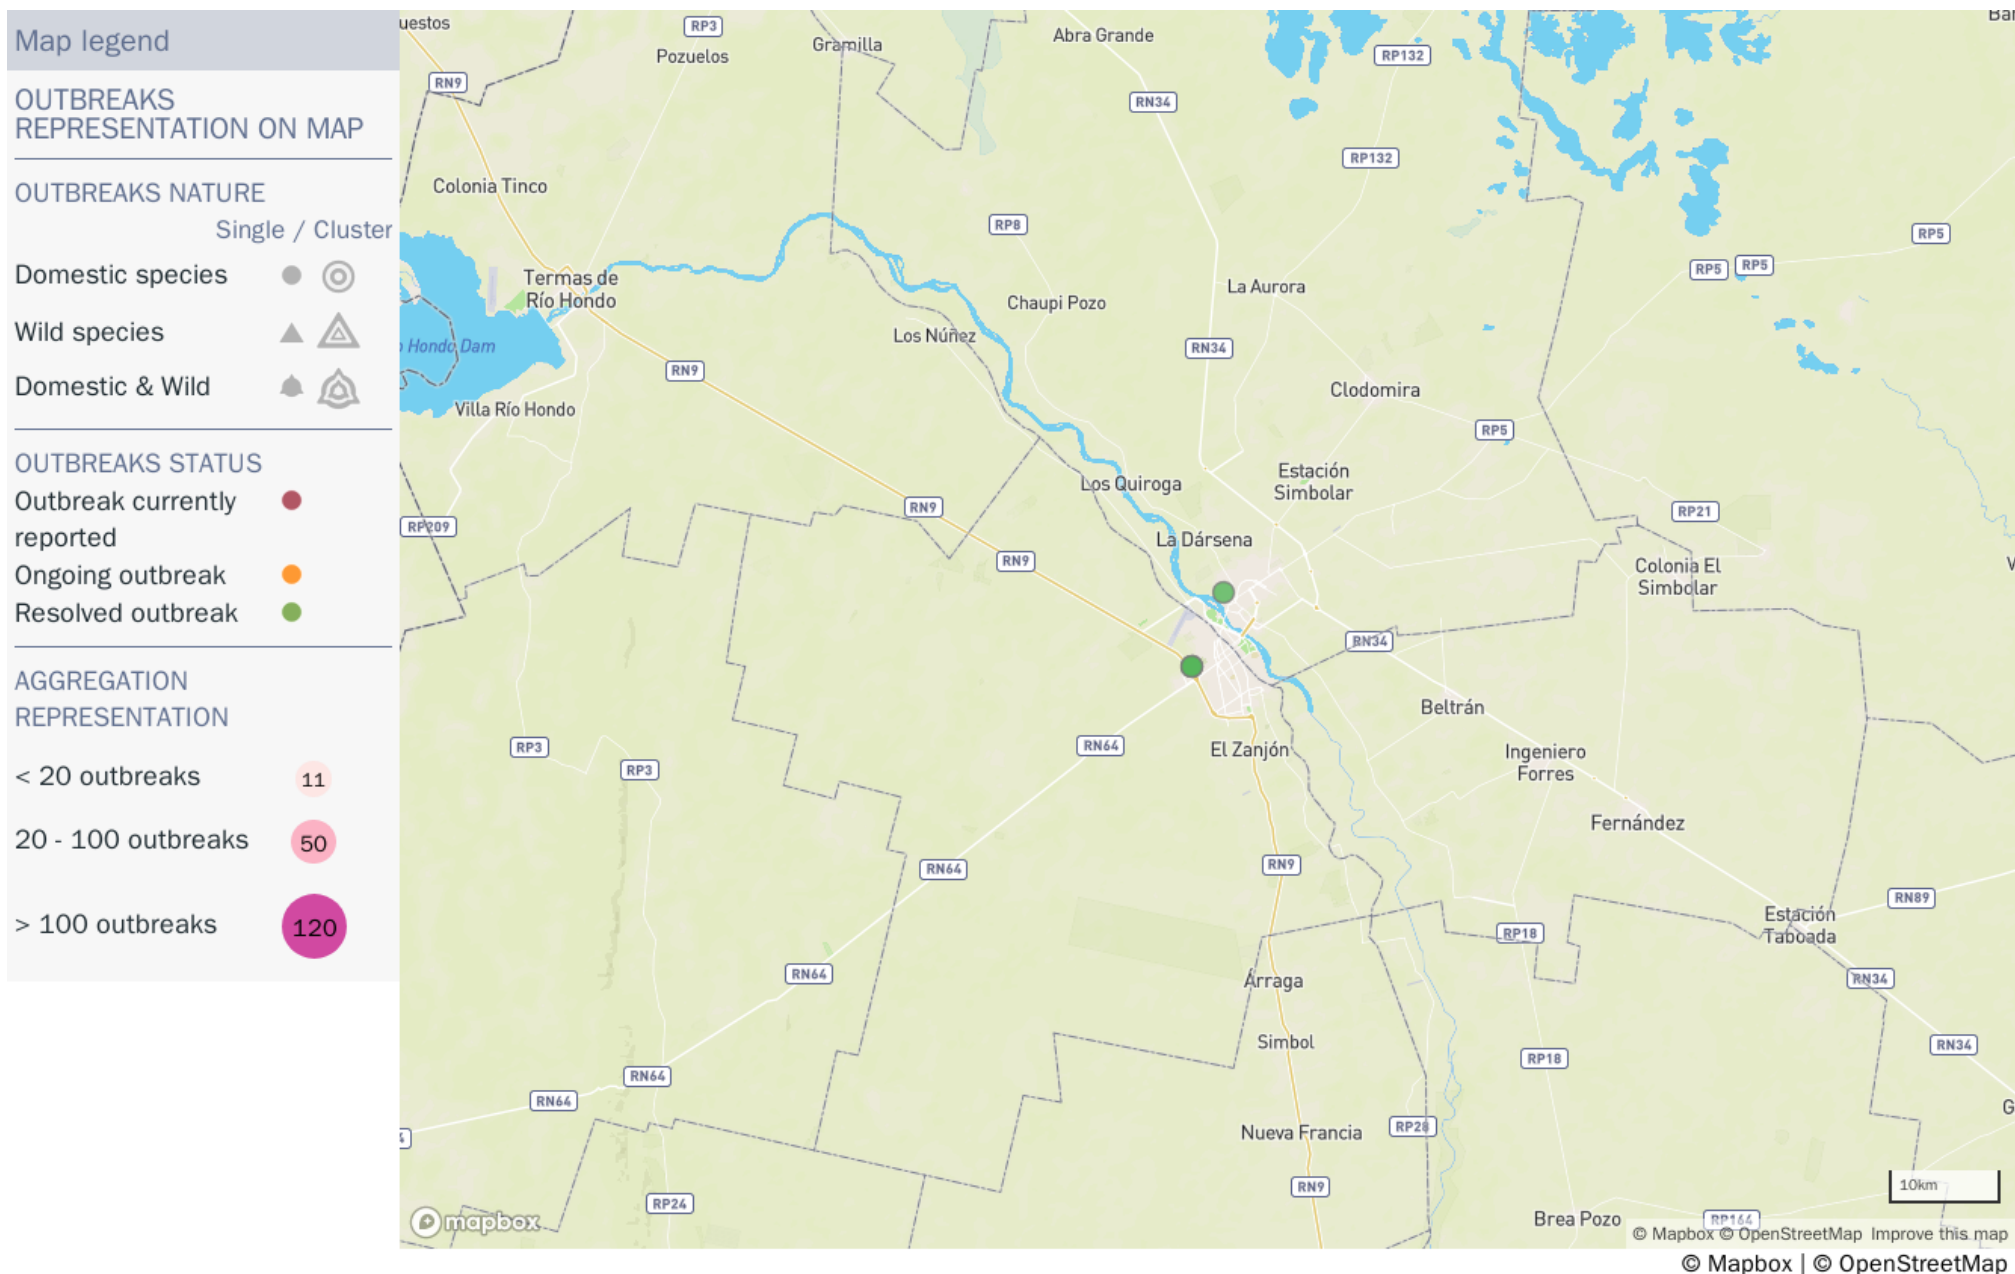 Map legend
OUTBREAKS
REPRESENTATION ON MAP
OUTBREAKS NATURE
Single / Cluster
Domestic species
Wild species
Domestic & Wild
OUTBREAKS STATUS
Outbreak currently
reported
Ongoing outbreak
Resolved outbreak
AGGREGATION
REPRESENTATION
< 20 outbreaks
11
20 - 100 outbreaks
50
> 100 outbreaks
120
uestos
RP3
Pozuelos
Gramilla
Abra Grande
RP132
RN9
RN34
RP132
Colonia Tinco
RP8
RP5
RP5
RP5
Termas de
Río Hondo
La Aurora
Chaupi Pozo
Los Núñez
Hondo Dam
RN34
RN9
Clodomira
Villa Río Hondo
RP5
Estación
Simbolar
Los Quiroga
RN9
RP21
RP209
La Dársena
RN9
Colonia El
Simbolar
RN34
Beltrán
RP3
RN64
El Zanjón
Ingeniero
Forres
RP3
Fernández
RN9
RN64
RN89
Estación
Taboada
RP18
RN64
Árraga
RN34
Simbol
RN34
RP18
RN64
RN64
Nueva Francia
RP28
RN9
10km
RP24
mapbox
Brea Pozo
RP164
© Mapbox © OpenStreetMap Improve this map
© Mapbox | © OpenStreetMap